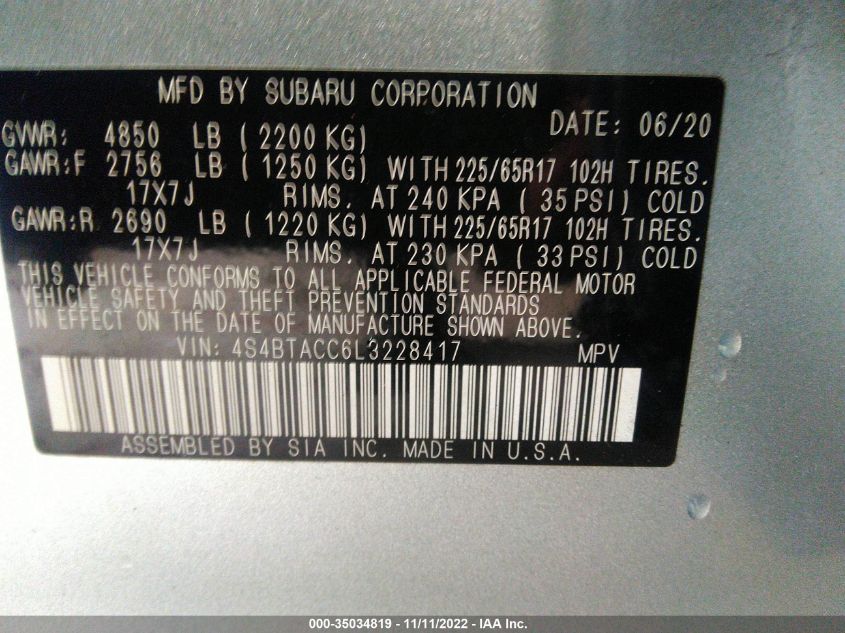 MFD BY SUBARU CORPORATION
DATE: 06/20
GVWR: 4850 LB ( 2200 KG)
GAWR:F 2756 LB ( 1250 KG) WITH 225/65R17 102H TIRES.
17X7J RIMS. AT 240 KPA ( 35 PSI) COLD
GAWR:R 2690 LB ( 1220 KG) WITH 225/65R17 102H TIRES.
17X7J RIMS. AT 230 KPA ( 33 PSI) COLD
THIS VEHICLE CONFORMS TO ALL APPLICABLE FEDERAL MOTOR
VEHICLE SAFETY AND THEFT PREVENTION STANDARDS
IN EFFECT ON THE DATE OF MANUFACTURE SHOWN ABOVE.
VIN: 4S4BTACC6L3228417 MPV
ASSEMBLED BY SIA INC. MADE IN U.S.A.
000-35034819 - 11/11/2022 - IAA Inc.